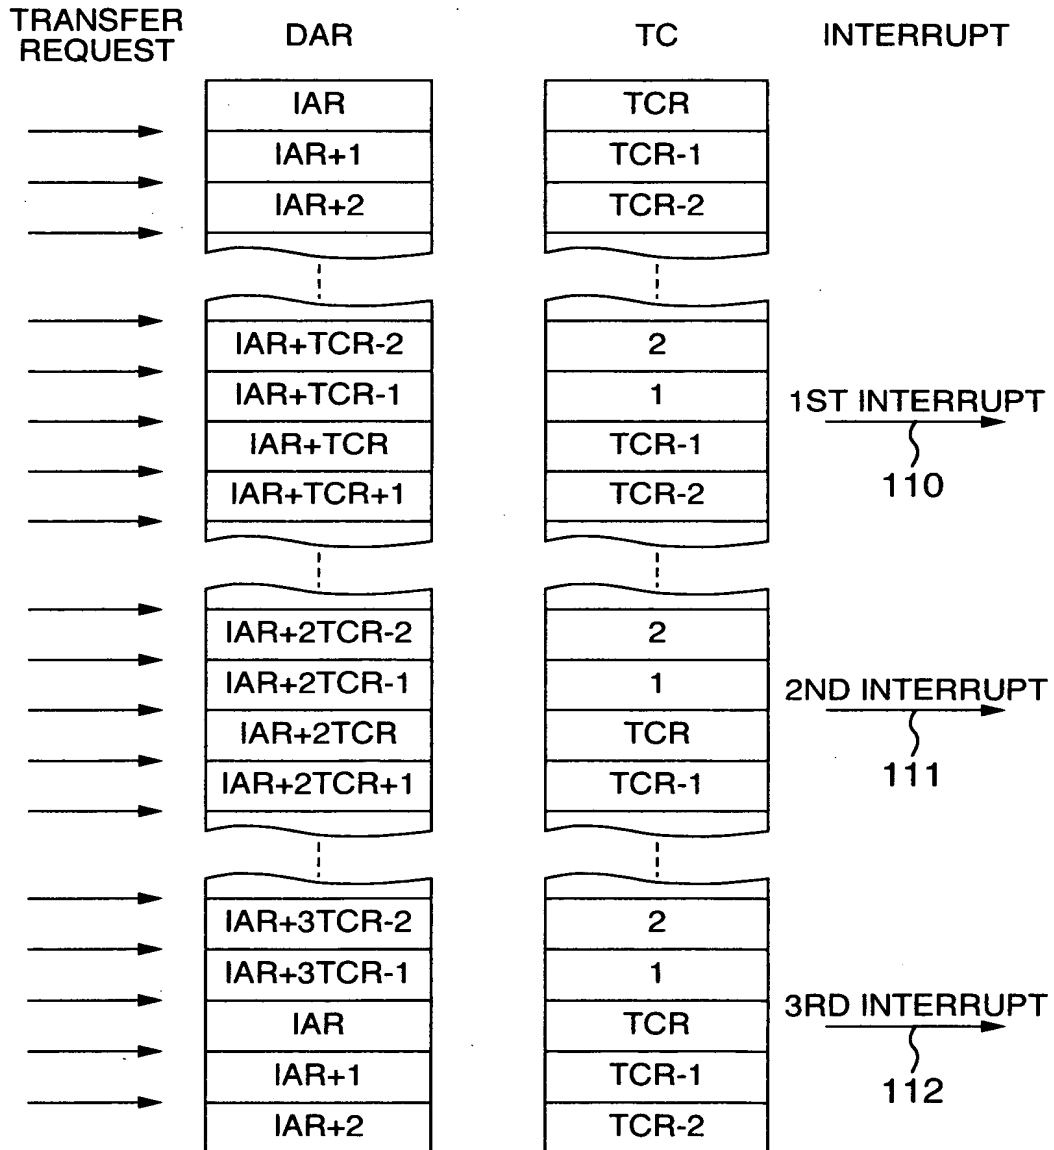 TRANSFER
REQUEST
DAR
TC
INTERRUPT
IAR
TCR
IAR+1
TCR-1
IAR+2
TCR-2
IAR+TCR-2
2
IAR+TCR-1
1
1ST INTERRUPT
IAR+TCR
TCR-1
110
IAR+TCR+1
TCR-2
IAR+2TCR-2
2
IAR+2TCR-1
1
2ND INTERRUPT
IAR+2TCR
TCR
111
IAR+2TCR+1
TCR-1
IAR+3TCR-2
2
IAR+3TCR-1
1
3RD INTERRUPT
IAR
TCR
IAR+1
TCR-1
112
IAR+2
TCR-2